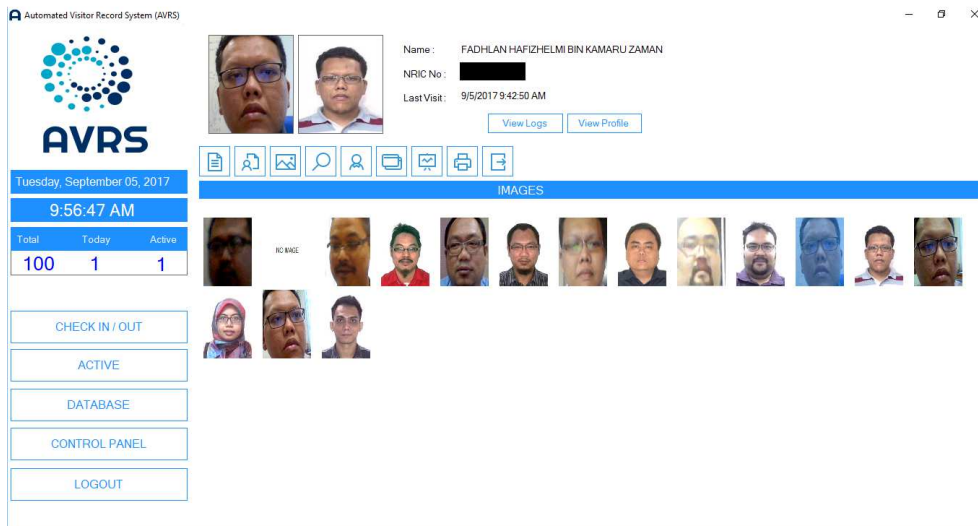 Automated Visitor Record System (AVRS)
AVRS
Tuesday, September 05, 2017
9:56:47 AM
Total Today Active
100 1 1
CHECK IN / OUT
ACTIVE
DATABASE
CONTROL PANEL
LOGOUT
Name : FADHLAN HAFIZHELMI BIN KAMARU ZAMAN
NRIC No :
Last Visit : 9/5/2017 9:42:50 AM
View Logs View Profile
IMAGES
NO IMAGE